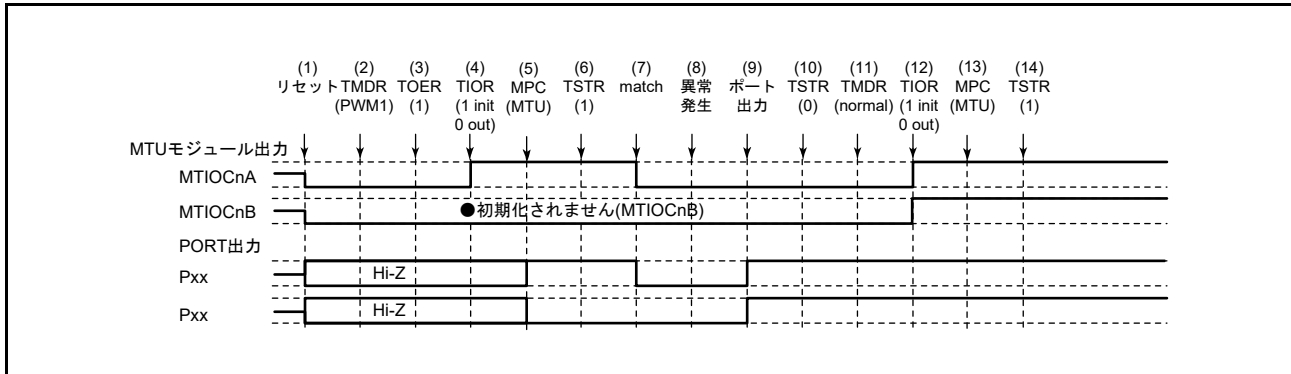 (1) (2) (3) (4) (5) (6) (7) (8) (9) (10) (11) (12) (13) (14)
リセット TMDR TOER TIOR MPC TSTR match 異常 ポート TSTR TMDR TIOR MPC TSTR
(PWM1) (1) (1 init (MTU) (1) 発生 出力 (0) (normal) (1 init (MTU) (1)
0 out) 0 out)
MTUモジュール出力
MTIOCnA
MTIOCnB ●初期化されません(MTIOCnB)
PORT出力
Pxx Hi-Z
Pxx Hi-Z